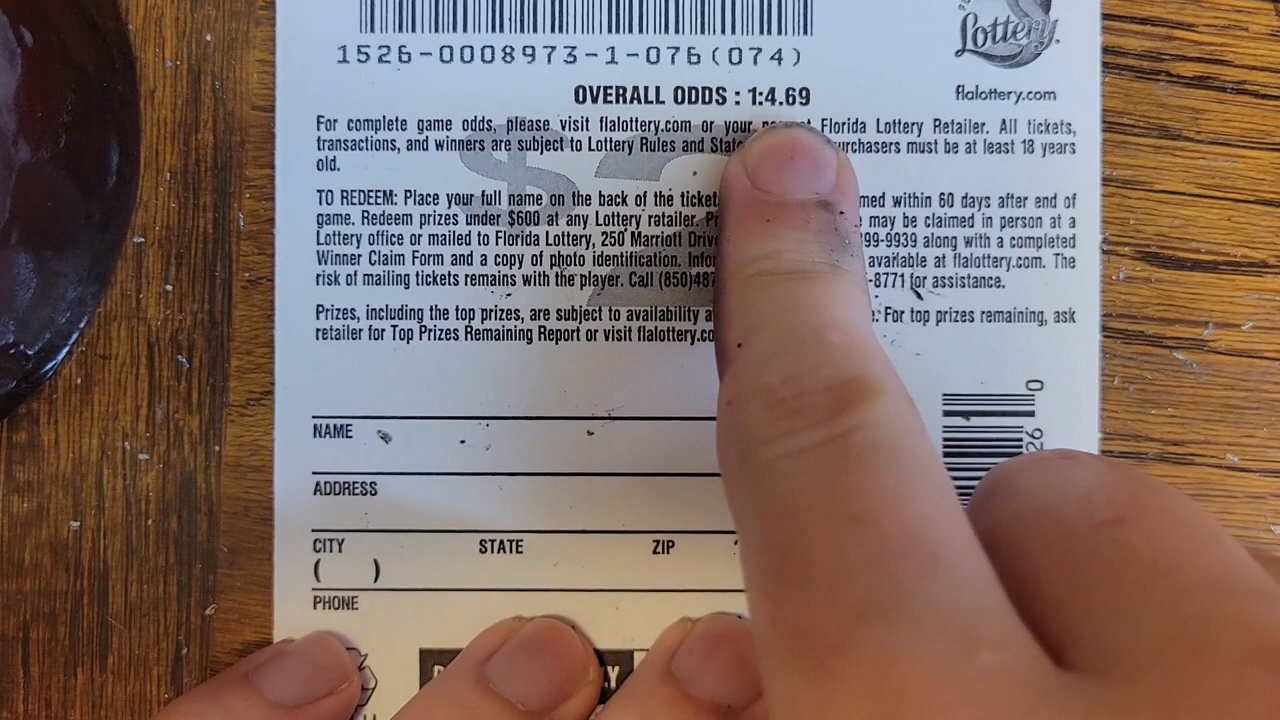 1526-0008973-1-076(074)
Lottery
OVERALL ODDS : 1:4.69
flalottery.com
For complete game odds, please visit flalottery.com or your Florida Lottery Retailer. All tickets,
transactions, and winners are subject to Lottery Rules and State urchasers must be at least 18 years
old.
$2
TO REDEEM: Place your full name on the back of the ticket med within 60 days after end of
game. Redeem prizes under $600 at any Lottery retailer. may be claimed in person at a
Lottery office or mailed to Florida Lottery, 250 Marriott Drive 399-9939 along with a completed
Winner Claim Form and a copy of photo identification. Infor available at flalottery.com. The
risk of mailing tickets remains with the player. Call (850)487 -8771 for assistance.
Prizes, including the top prizes, are subject to availability a For top prizes remaining, ask
retailer for Top Prizes Remaining Report or visit flalottery.co
0
26
NAME
ADDRESS
CITY STATE ZIP
( )
PHONE